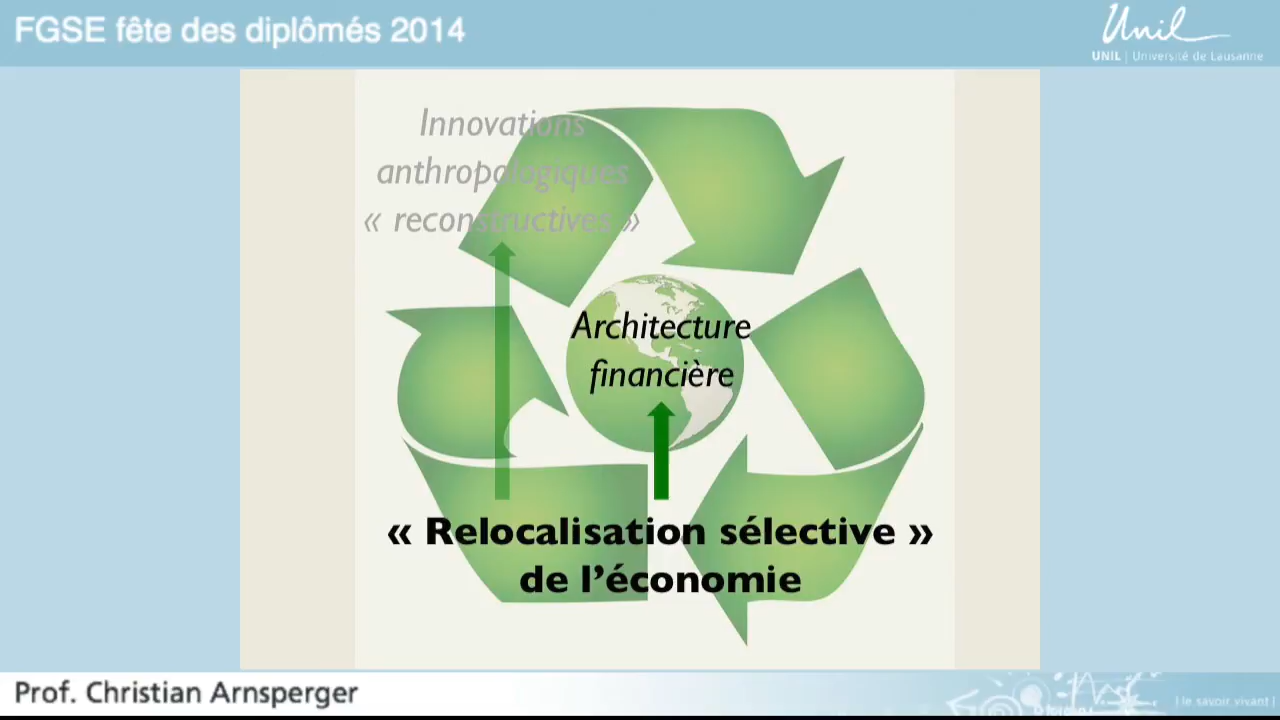 FGSE fête des diplômés 2014
Unil
UNIL | Université de Lausanne
Innovations
anthropologiques
« reconstructives »
Architecture
financière
« Relocalisation sélective »
de l’économie
Prof. Christian Arnsperger
| le savoir vivant |